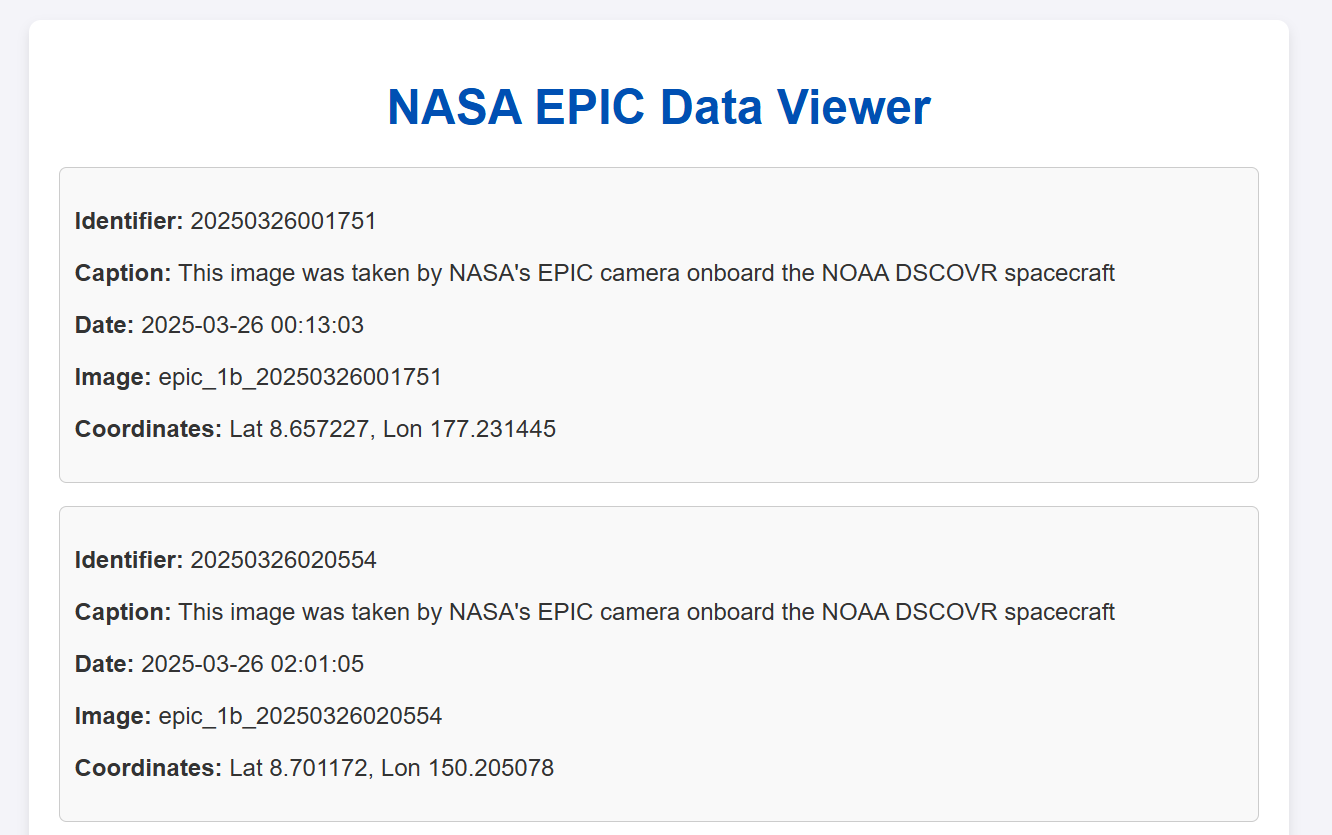 NASA EPIC Data Viewer
Identifier: 20250326001751
Caption: This image was taken by NASA's EPIC camera onboard the NOAA DSCOVR spacecraft
Date: 2025-03-26 00:13:03
Image: epic_1b_20250326001751
Coordinates: Lat 8.657227, Lon 177.231445
Identifier: 20250326020554
Caption: This image was taken by NASA's EPIC camera onboard the NOAA DSCOVR spacecraft
Date: 2025-03-26 02:01:05
Image: epic_1b_20250326020554
Coordinates: Lat 8.701172, Lon 150.205078